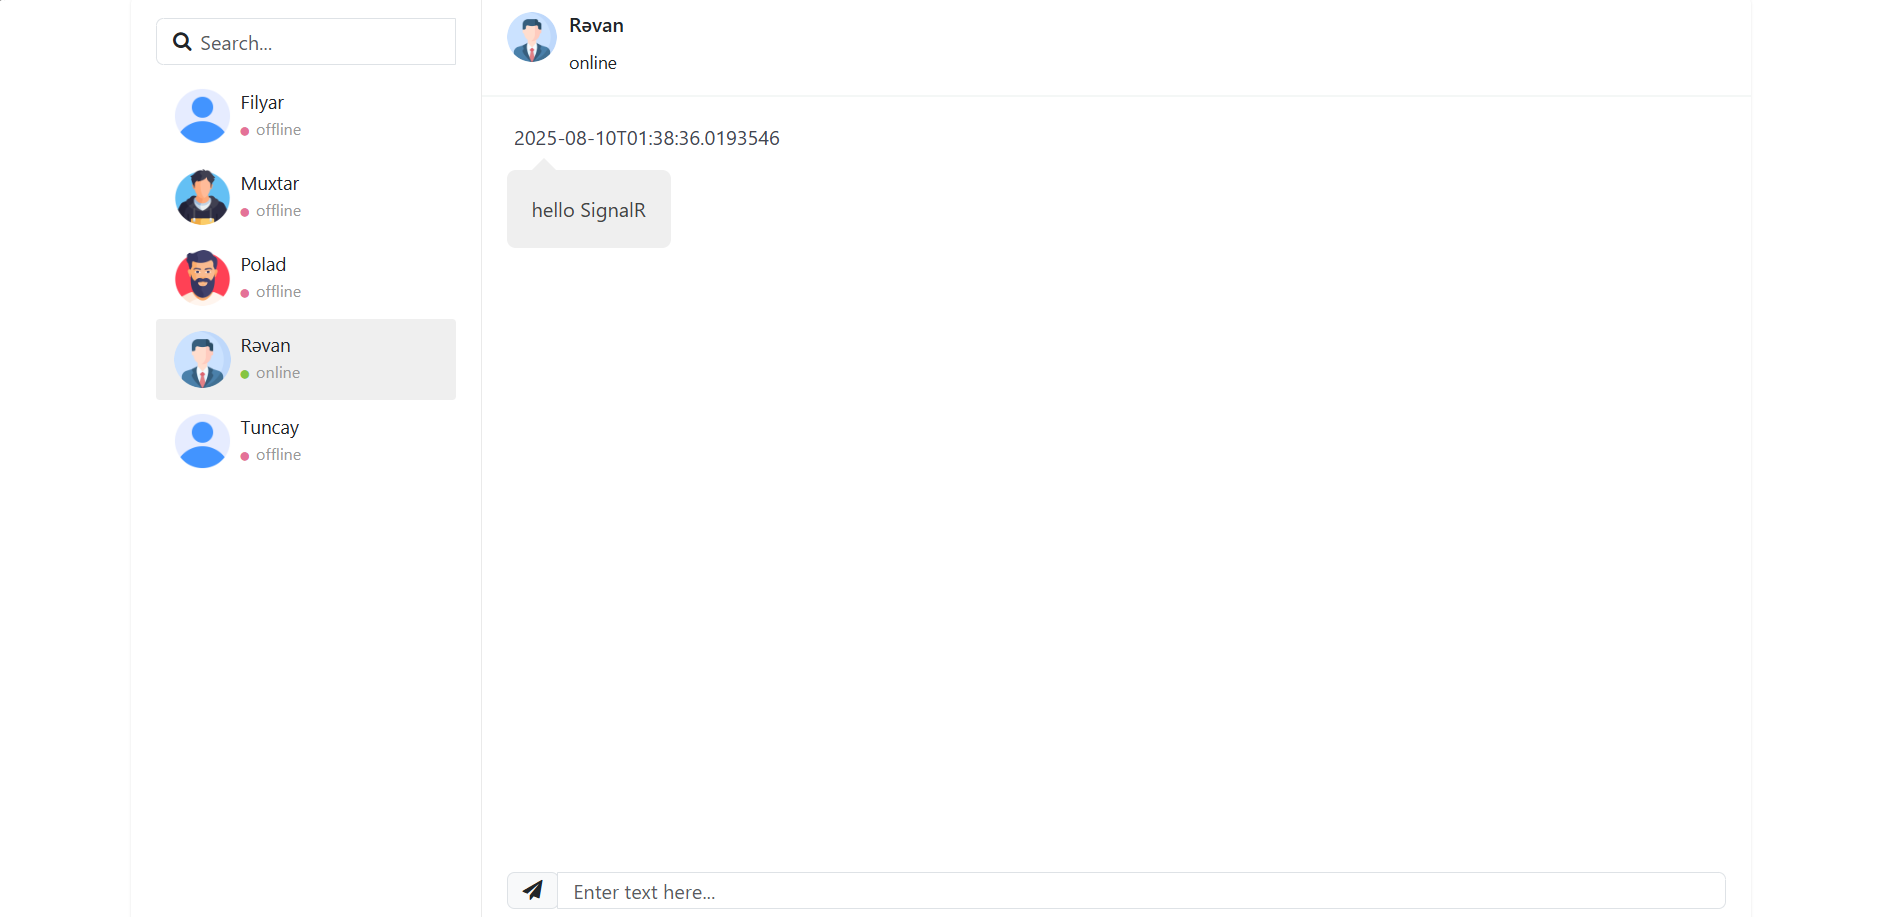 Search...
Filyar
offline
Muxtar
offline
Polad
offline
Rəvan
online
Tuncay
offline
Rəvan
online
2025-08-10T01:38:36.0193546
hello SignalR
Enter text here...